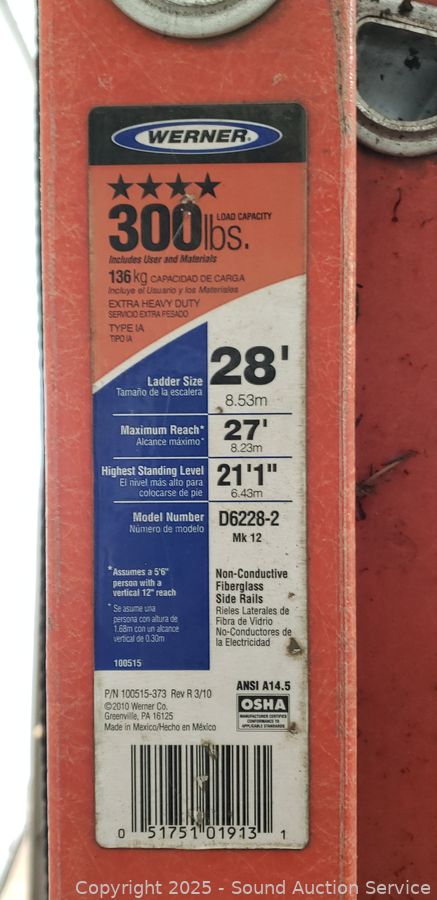 WERNER®
300lbs. LOAD CAPACITY
Includes User and Materials
136kg CAPACIDAD DE CARGA
Incluye el Usuario y los Materiales
EXTRA HEAVY DUTY
SERVICIO EXTRA PESADO
TYPE IA
TIPO IA
Ladder Size 28'
Tamaño de la escalera 8.53m
Maximum Reach* 27'
Alcance máximo* 8.23m
Highest Standing Level 21'1"
El nivel más alto para 6.43m
colocarse de pie
Model Number D6228-2
Número de modelo Mk 12
*Assumes a 5'6"
person with a
vertical 12" reach
* Se asume una
persona con altura de
1.68m con un alcance
vertical de 0.30m
100515
Non-Conductive
Fiberglass
Side Rails
Rieles Laterales de
Fibra de Vidrio
No-Conductores de
la Electricidad
P/N 100515-373 Rev R 3/10
©2010 Werner Co.
Greenville, PA 16125
Made in Mexico/Hecho en México
ANSI A14.5
OSHA
MANUFACTURER CERTIFIES
CONFORMANCE TO
APPLICABLE STANDARDS
0 51751 01913 1
Copyright 2025 - Sound Auction Service